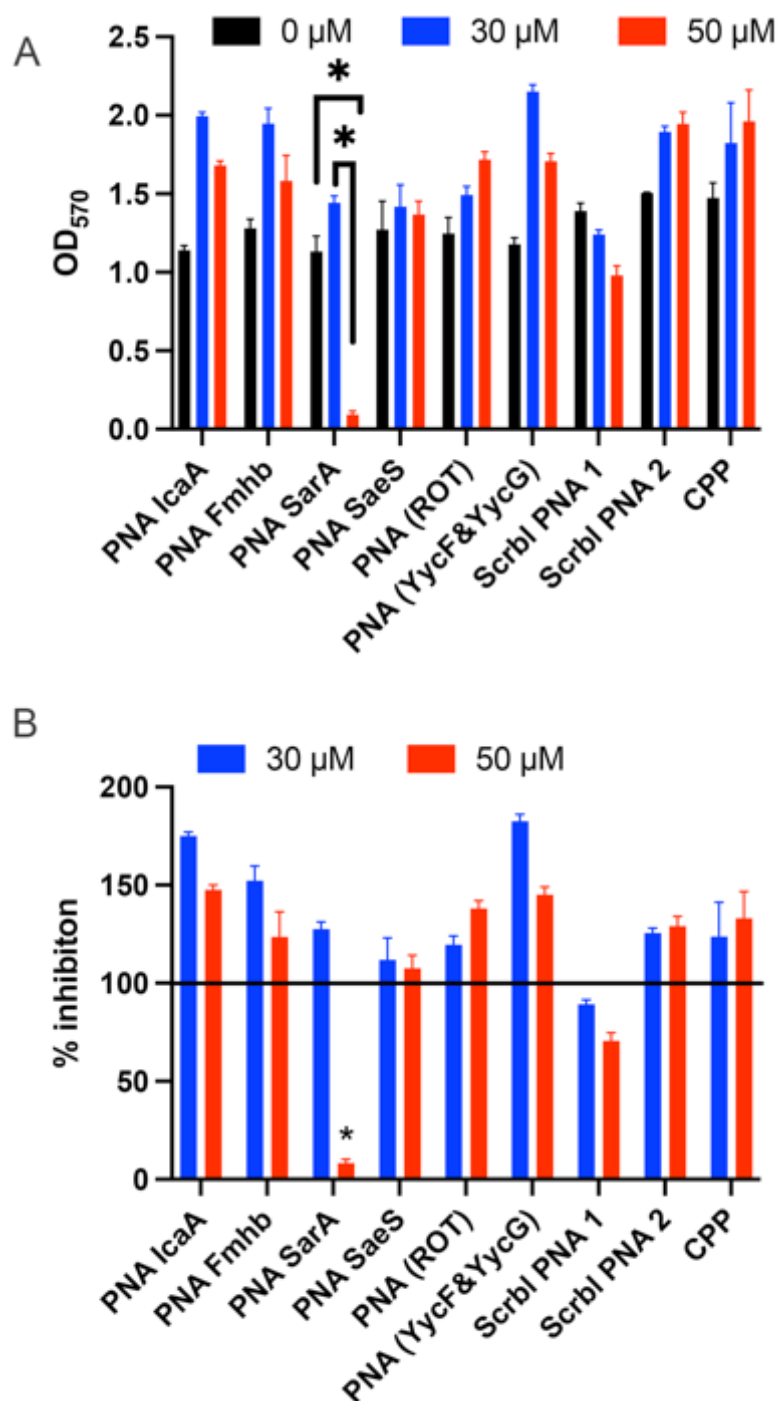 A
0 µM 30 µM 50 µM
2.5
2.0
1.5
1.0
0.5
0.0
OD570
*
*
PNA IcaA
PNA Fmhb
PNA SarA
PNA SaeS
PNA (ROT)
PNA (YycF&YycG)
Scrbl PNA 1
Scrbl PNA 2
CPP
B
30 µM 50 µM
200
150
100
50
0
% inhibiton
*
PNA IcaA
PNA Fmhb
PNA SarA
PNA SaeS
PNA (ROT)
PNA (YycF&YycG)
Scrbl PNA 1
Scrbl PNA 2
CPP